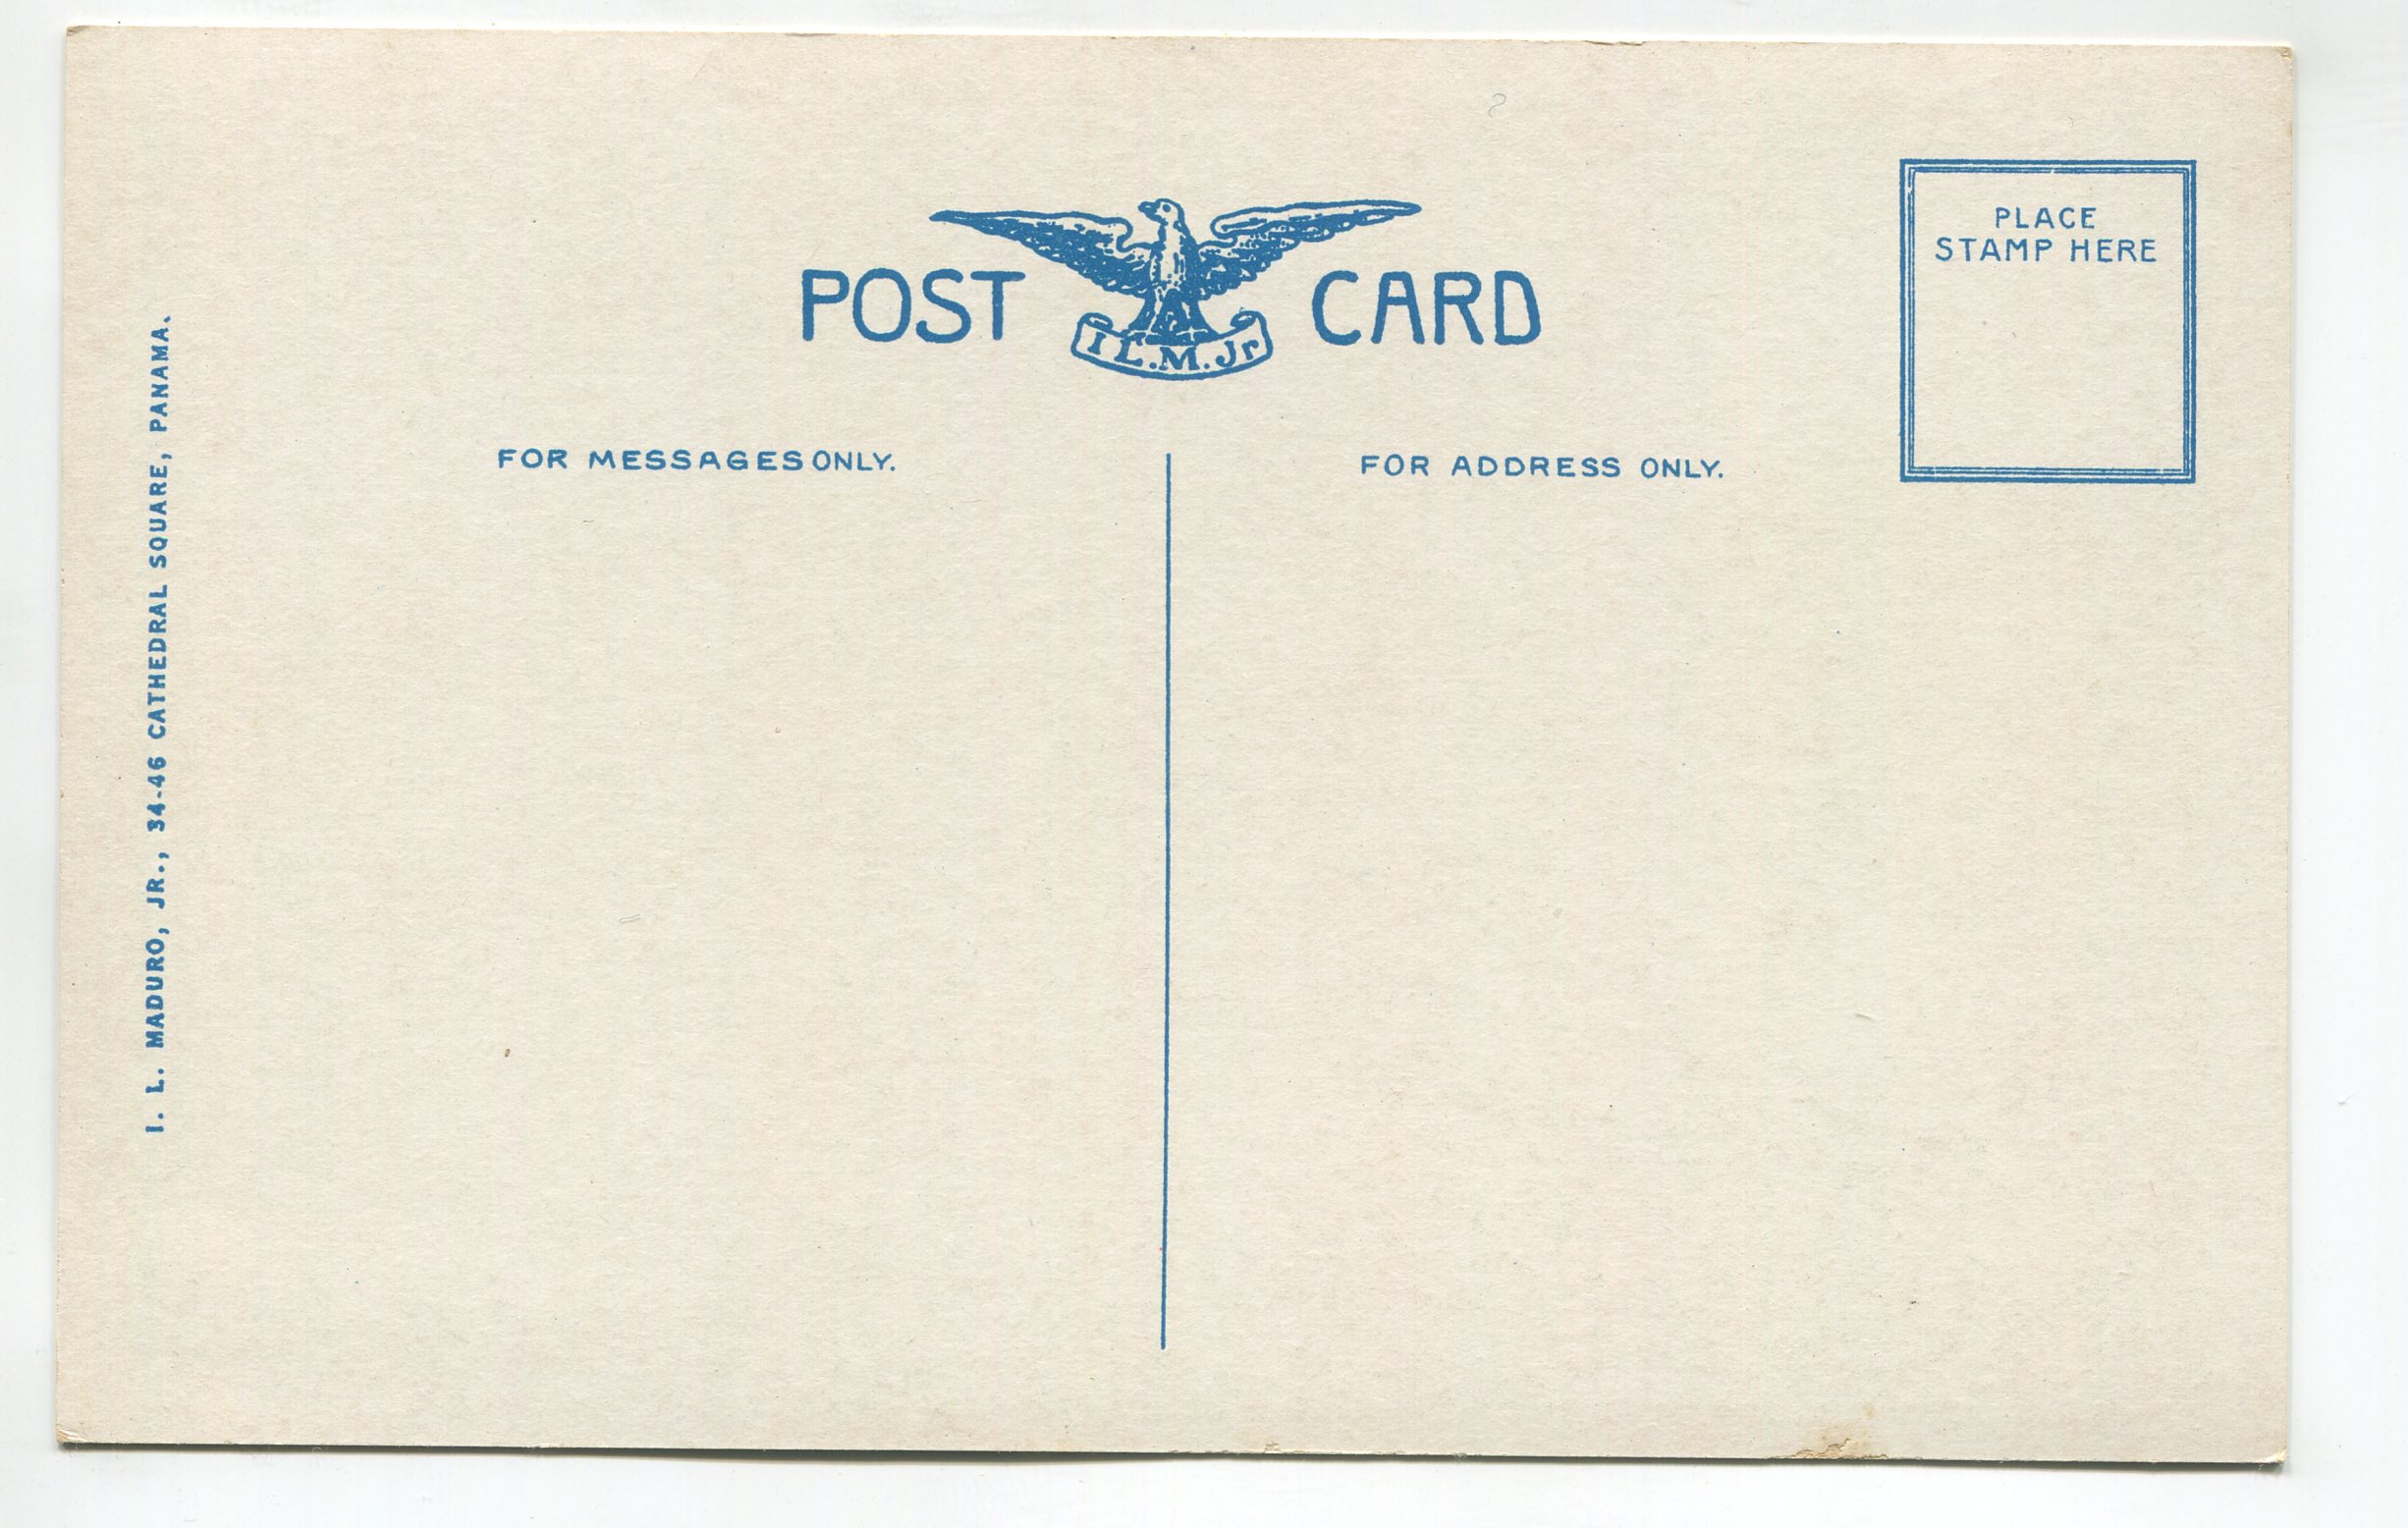 PLACE
STAMP HERE
POST CARD
I L.M.Jr
FOR MESSAGES ONLY.
FOR ADDRESS ONLY.
I. L. MADURO, JR., 34-46 CATHEDRAL SQUARE, PANAMA.